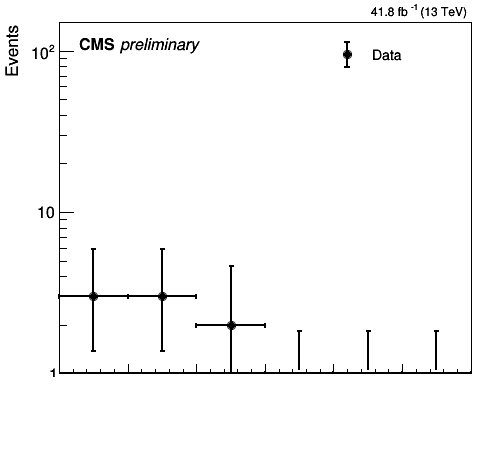 41.8 fb⁻¹ (13 TeV)
CMS preliminary
Data
Events
10²
10
1